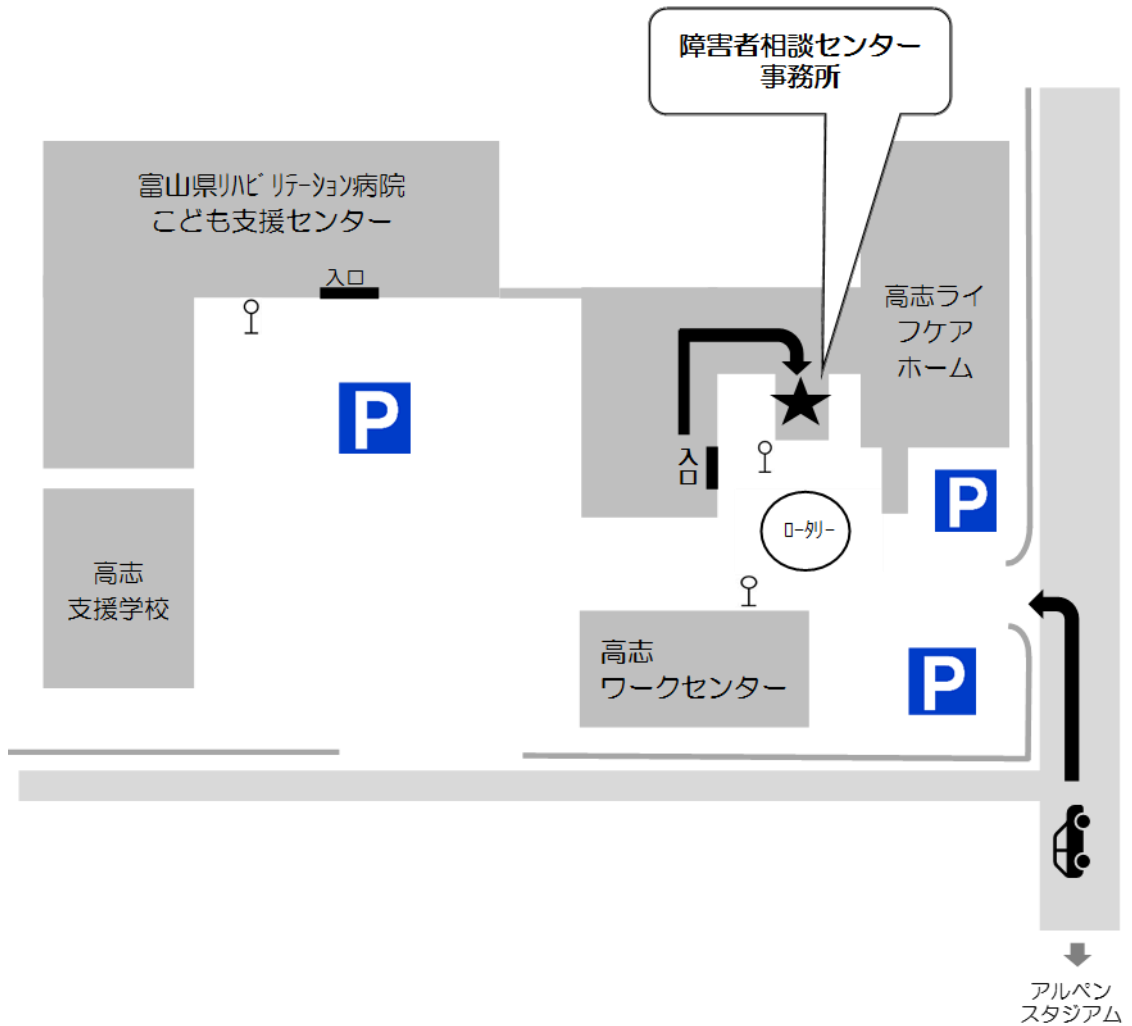 障害者相談センター
事務所
富山県ﾘﾊﾋﾞﾘﾃｰｼｮﾝ病院
こども支援センター
入口
高志ライ
フケア
ホーム
P
入口
P
ﾛｰﾀﾘｰ
高志
支援学校
高志
ワークセンター
P
アルペン
スタジアム